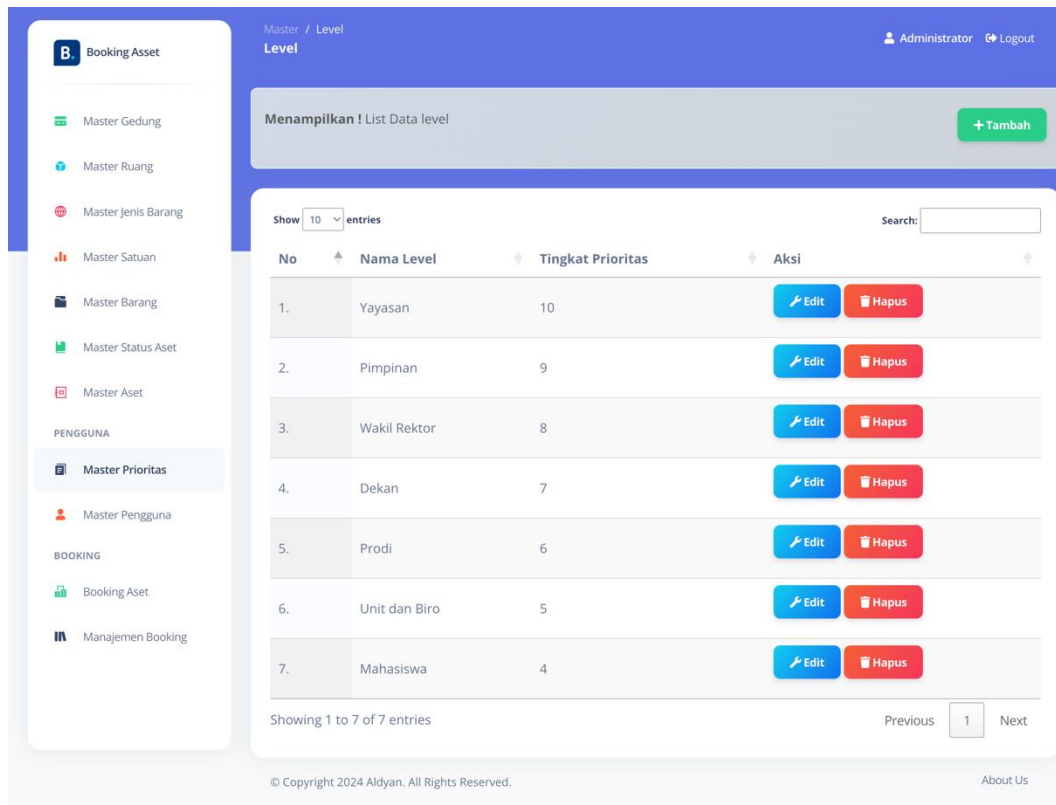 B. Booking Asset
Master Gedung
Master Ruang
Master Jenis Barang
Master Satuan
Master Barang
Master Status Aset
Master Aset
PENGGUNA
Master Prioritas
Master Pengguna
BOOKING
Booking Aset
Manajemen Booking
Master / Level
Level
Administrator Logout
Menampilkan ! List Data level
+ Tambah
Show 10 entries
Search:
No Nama Level Tingkat Prioritas Aksi
1. Yayasan 10 Edit Hapus
2. Pimpinan 9 Edit Hapus
3. Wakil Rektor 8 Edit Hapus
4. Dekan 7 Edit Hapus
5. Prodi 6 Edit Hapus
6. Unit dan Biro 5 Edit Hapus
7. Mahasiswa 4 Edit Hapus
Showing 1 to 7 of 7 entries
Previous 1 Next
© Copyright 2024 Aldyan. All Rights Reserved.
About Us